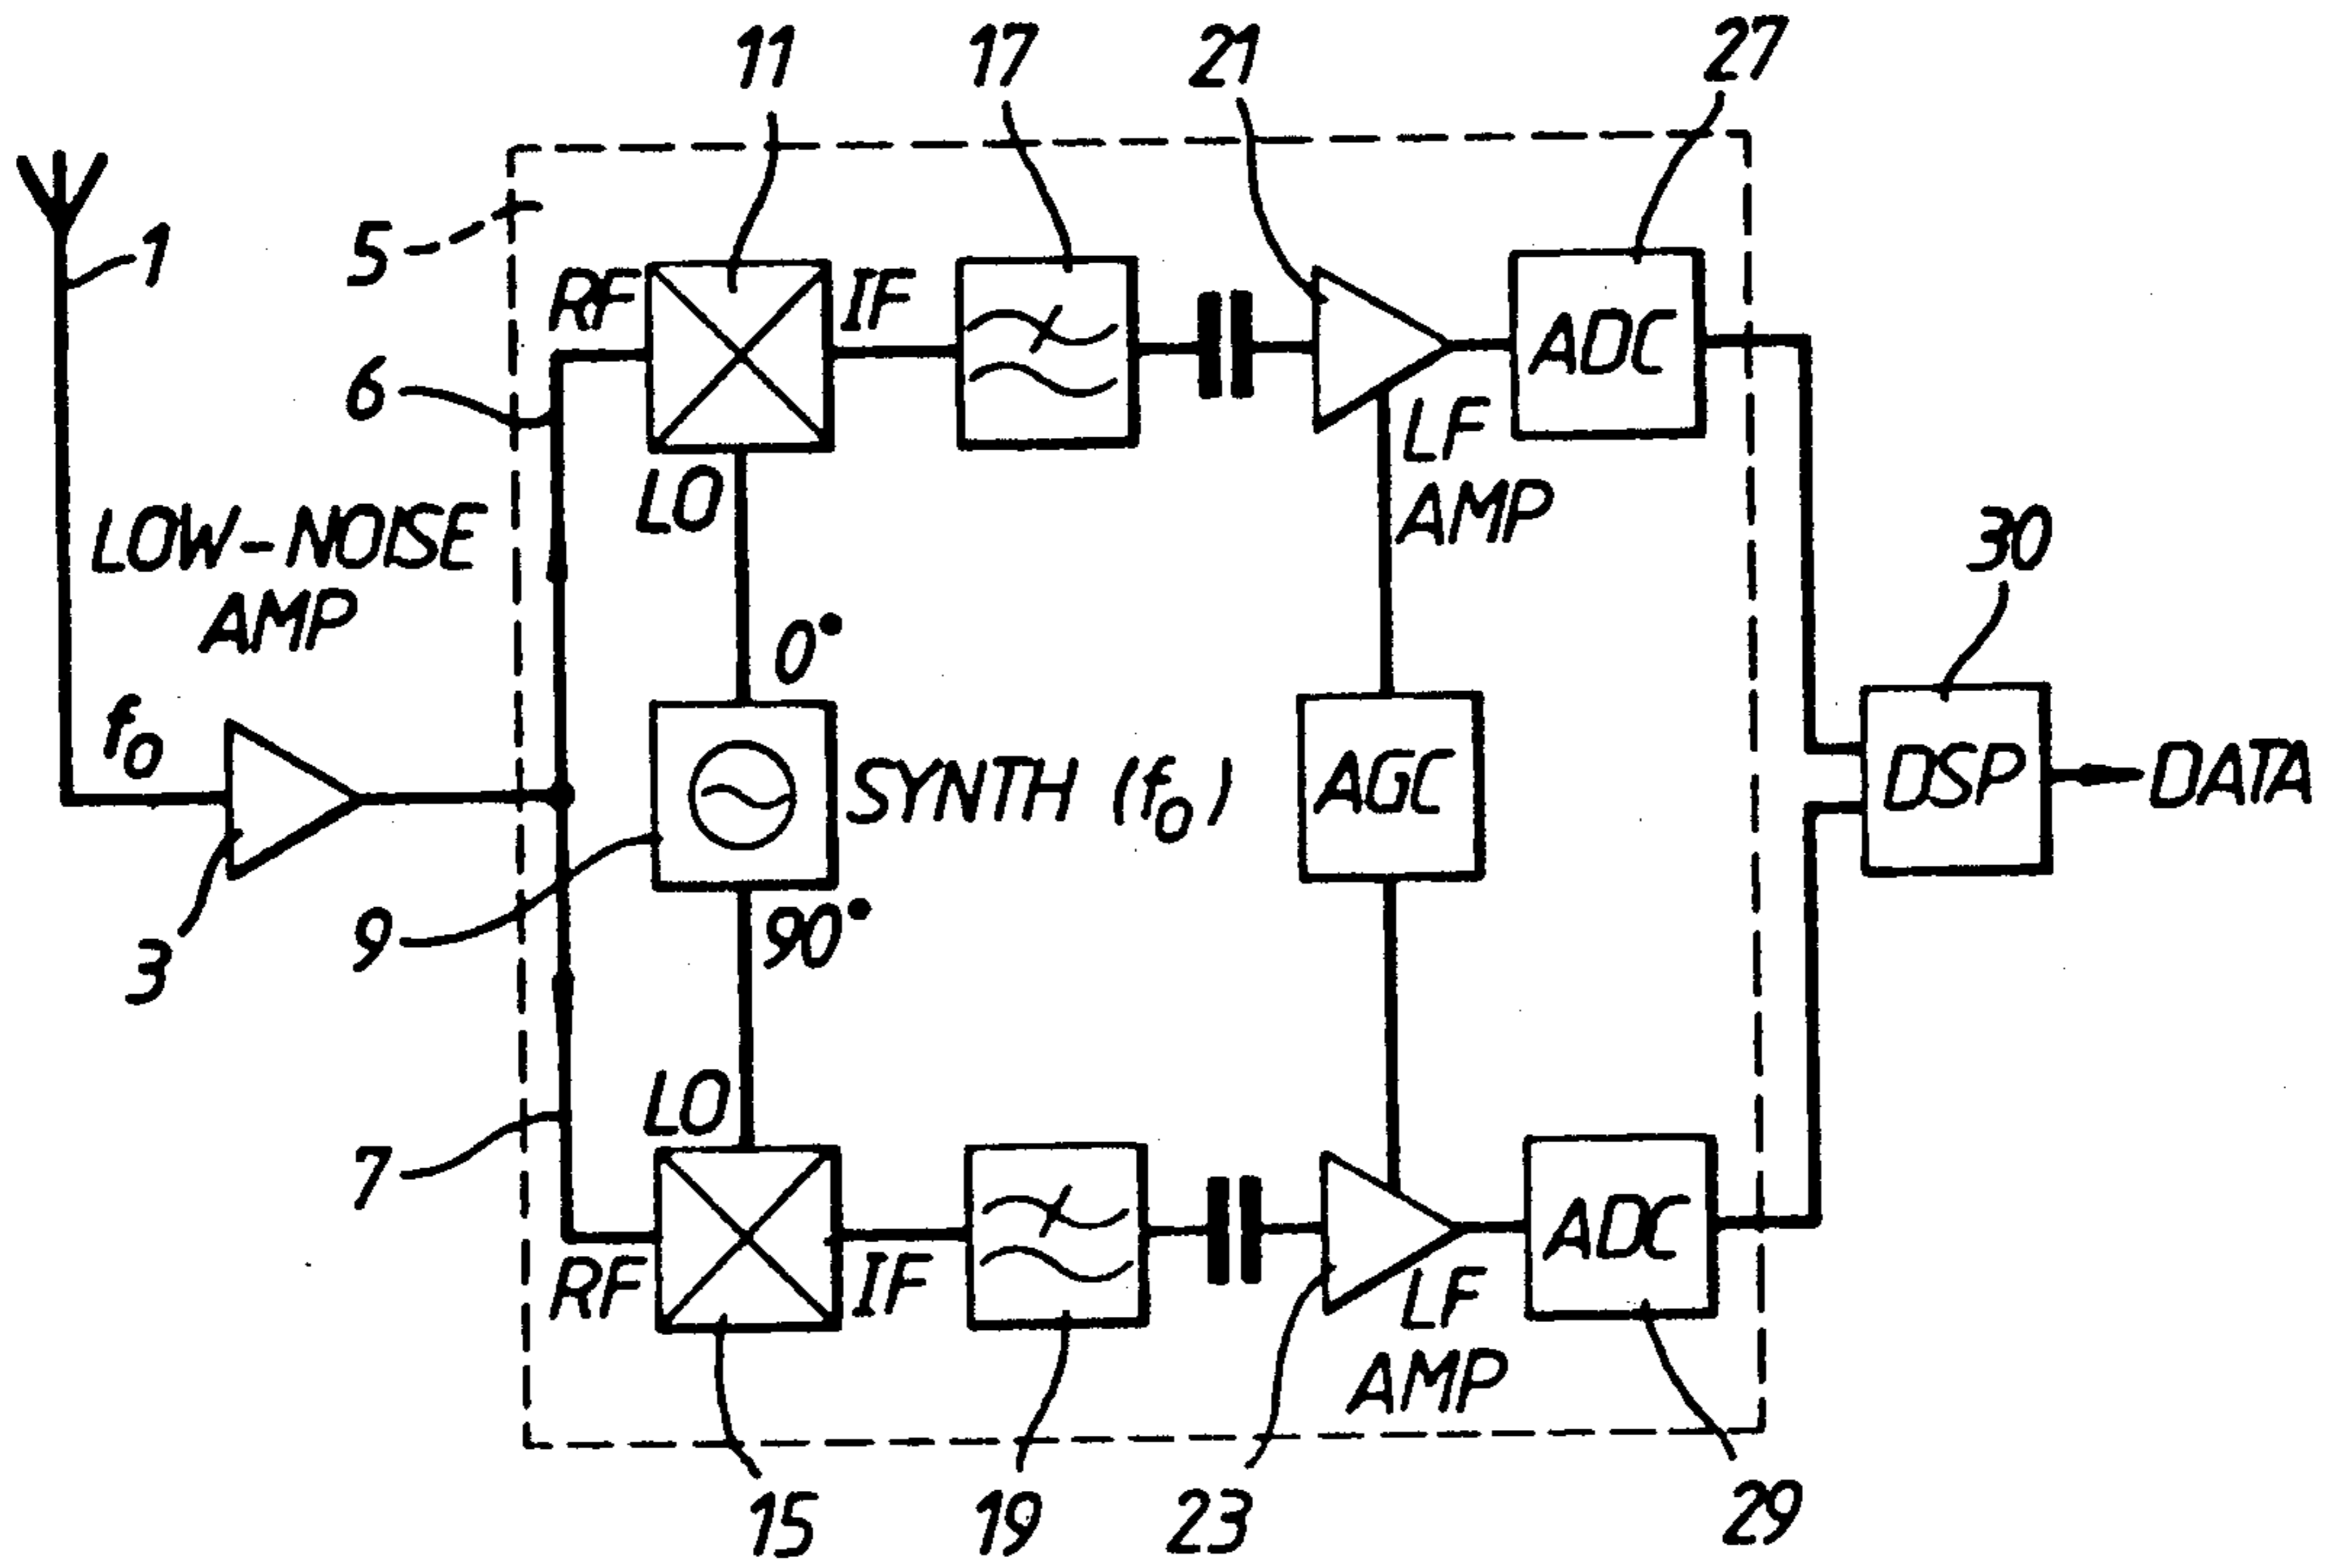 11
17
21
27
1
5
RF
IF
ADC
6
LF
AMP
LO
LOW-NOISE
AMP
30
0°
f0
SYNTH (f0)
AGC
DSP
DATA
3
9
90°
LO
7
RF
IF
ADC
LF
AMP
15
19
23
29